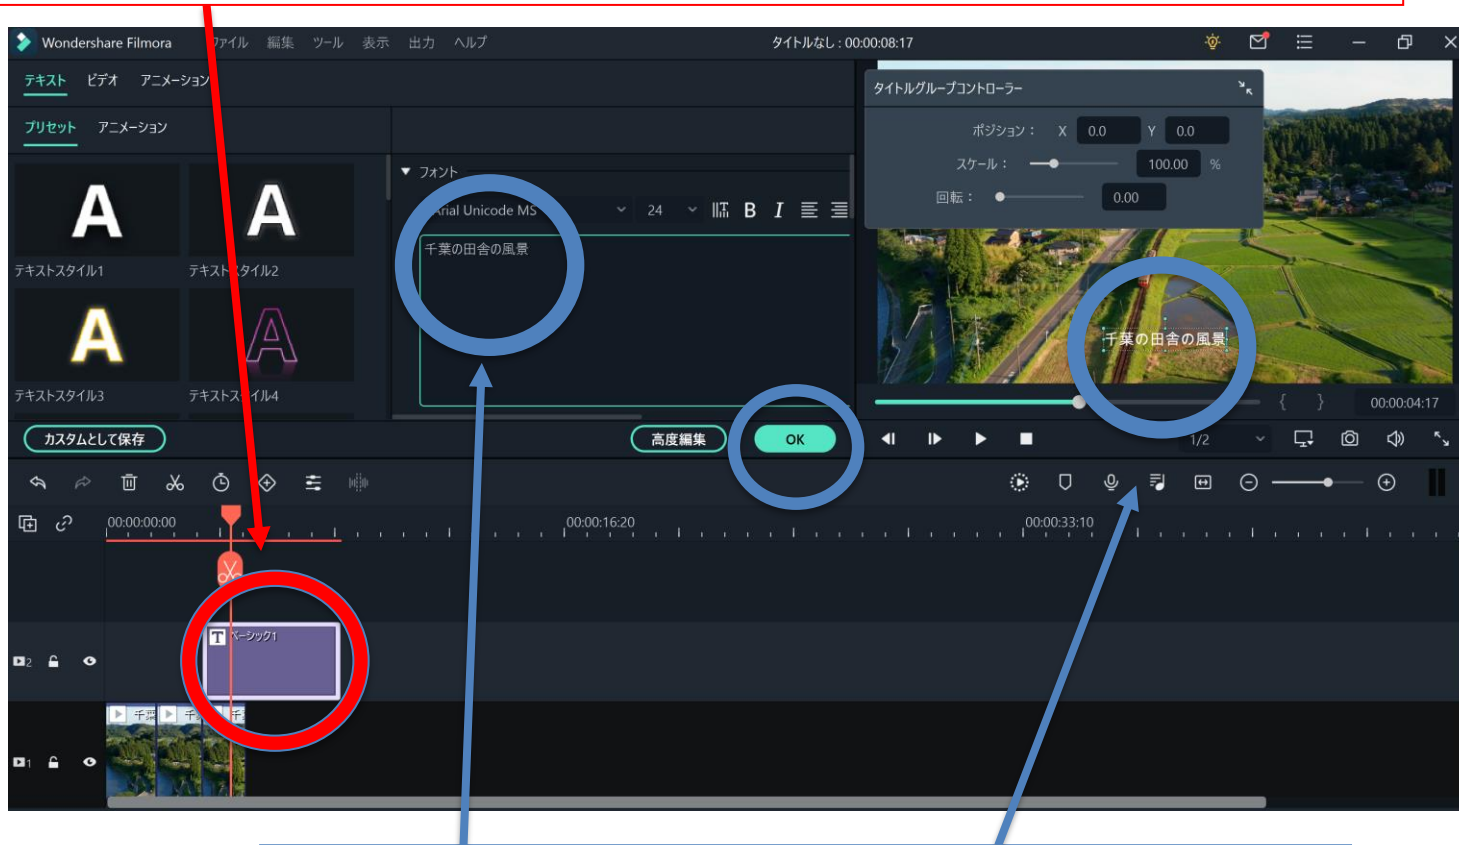 Wondershare Filmora ファイル 編集 ツール 表示 出力 ヘルプ タイトルなし : 00:00:08:17
テキスト ビデオ アニメーション
プリセット アニメーション
タイトルグループコントローラー
ポジション： X 0.0 Y 0.0
スケール： 100.00 %
回転： 0.00
フォント
Arial Unicode MS 24 B I
千葉の田舎の風景
A A
テキストスタイル1 テキストスタイル2
A A
テキストスタイル3 テキストスタイル4
千葉の田舎の風景
{ } 00:00:04:17
カスタムとして保存 高度編集 OK 1/2
00:00:00:00 00:00:16:20 00:00:33:10
2 T ベーシック1
千葉 千 千
1